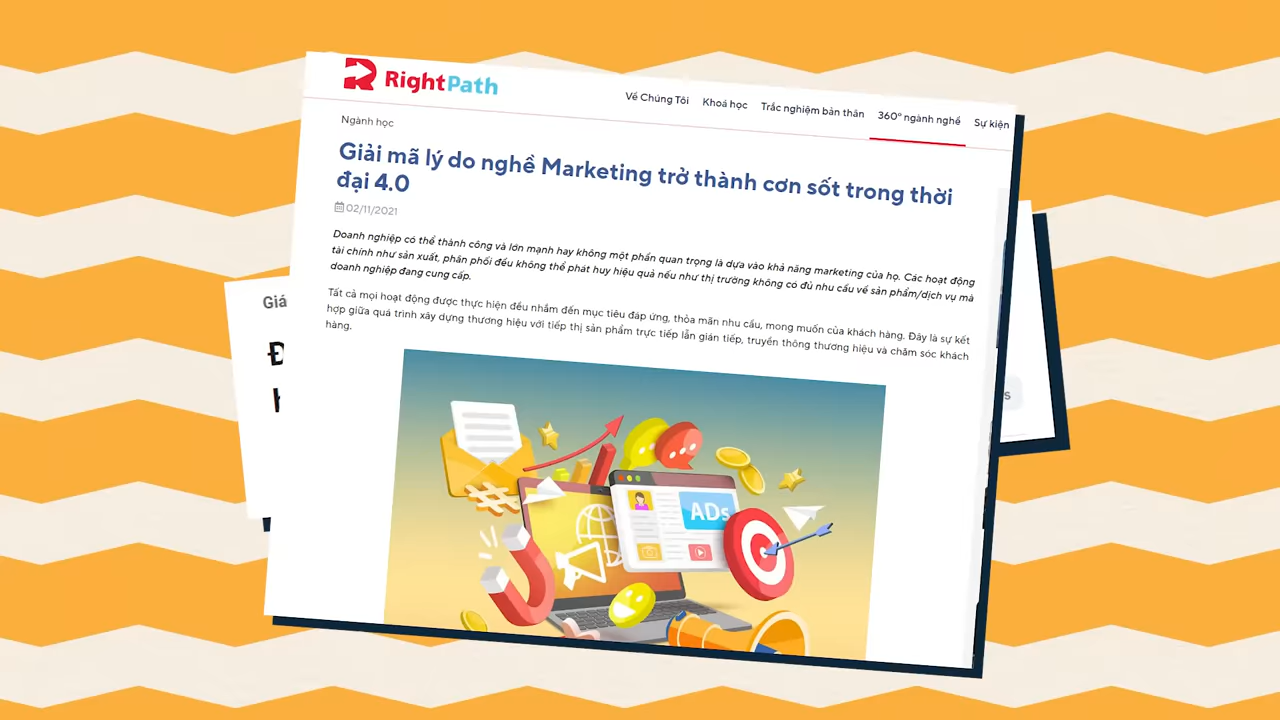 RightPath
Về Chúng Tôi Khoá học Trắc nghiệm bản thân 360° ngành nghề Sự kiện
Ngành học
Giải mã lý do nghề Marketing trở thành cơn sốt trong thời
đại 4.0
02/11/2021
Doanh nghiệp có thể thành công và lớn mạnh hay không một phần quan trọng là dựa vào khả năng marketing của họ. Các hoạt động
tài chính như sản xuất, phân phối đều không thể phát huy hiệu quả nếu như thị trường không có đủ nhu cầu về sản phẩm/dịch vụ mà
doanh nghiệp đang cung cấp.
Tất cả mọi hoạt động được thực hiện đều nhắm đến mục tiêu đáp ứng, thỏa mãn nhu cầu, mong muốn của khách hàng. Đây là sự kết
hợp giữa quá trình xây dựng thương hiệu với tiếp thị sản phẩm trực tiếp lẫn gián tiếp, truyền thông thương hiệu và chăm sóc khách
hàng.
Giá
Đ
s
ADs
#